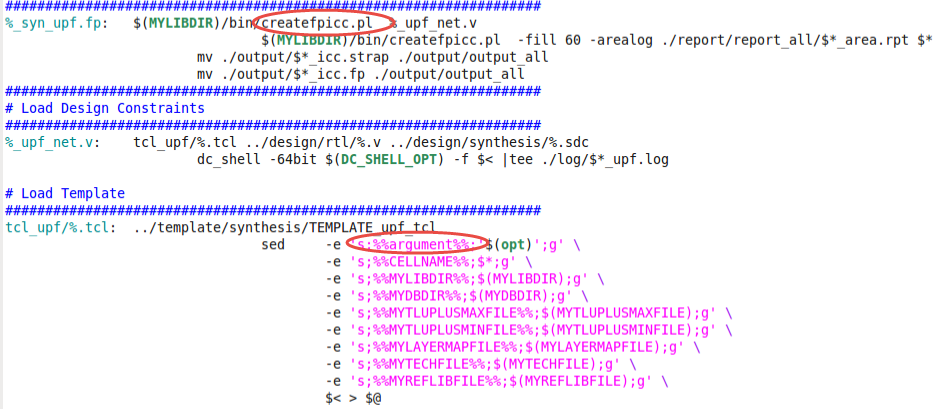 ###################################################################
%_syn_upf.fp:	$(MYLIBDIR)/bin/createfpicc.pl %_upf_net.v
$(MYLIBDIR)/bin/createfpicc.pl -fill 60 -arealog ./report/report_all/$*_area.rpt $*
mv ./output/$*_icc.strap ./output/output_all
mv ./output/$*_icc.fp ./output/output_all
###################################################################
# Load Design Constraints
###################################################################
%_upf_net.v:	tcl_upf/%.tcl ../design/rtl/%.v ../design/synthesis/%.sdc
dc_shell -64bit $(DC_SHELL_OPT) -f $< |tee ./log/$*_upf.log
# Load Template
###################################################################
tcl_upf/%.tcl:	../template/synthesis/TEMPLATE_upf_tcl
sed	-e 's;%%argument%%;'$(opt)';g' \
-e 's;%%CELLNAME%%;$*;g' \
-e 's;%%MYLIBDIR%%;$(MYLIBDIR);g' \
-e 's;%%MYDBDIR%%;$(MYDBDIR);g' \
-e 's;%%MYTLUPLUSMAXFILE%%;$(MYTLUPLUSMAXFILE);g' \
-e 's;%%MYTLUPLUSMINFILE%%;$(MYTLUPLUSMINFILE);g' \
-e 's;%%MYLAYERMAPFILE%%;$(MYLAYERMAPFILE);g' \
-e 's;%%MYTECHFILE%%;$(MYTECHFILE);g' \
-e 's;%%MYREFLIBFILE%%;$(MYREFLIBFILE);g' \
$< > $@